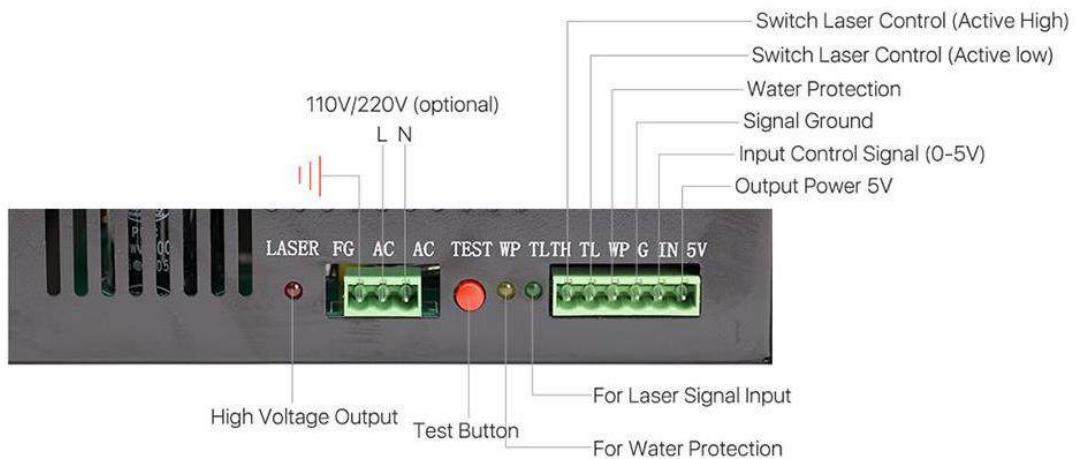 Switch Laser Control (Active High)
Switch Laser Control (Active low)
Water Protection
Signal Ground
Input Control Signal (0-5V)
Output Power 5V
110V/220V (optional)
L N
LASER FG AC AC TEST WP TLTH TL WP G IN 5V
High Voltage Output
Test Button
For Laser Signal Input
For Water Protection